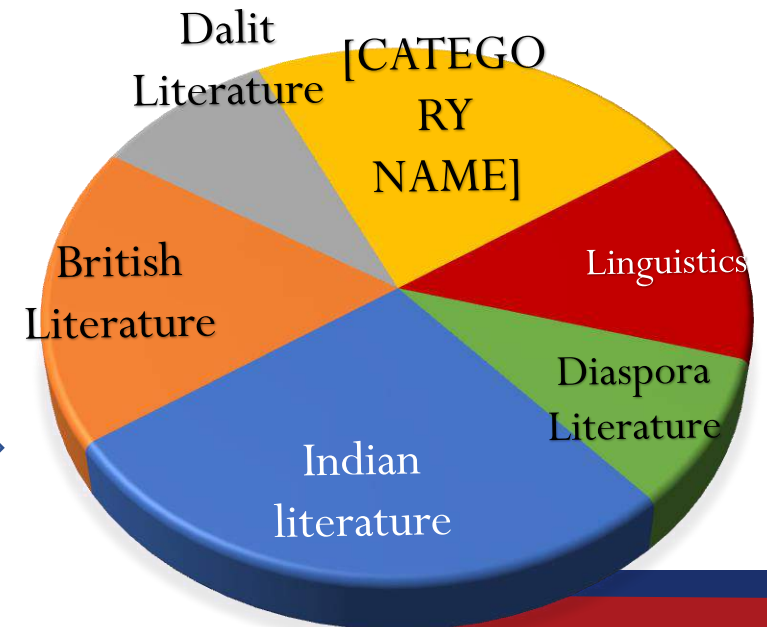 Dalit
Literature
[CATEGO
RY
NAME]
Linguistics
British
Literature
Diaspora
Literature
Indian
literature